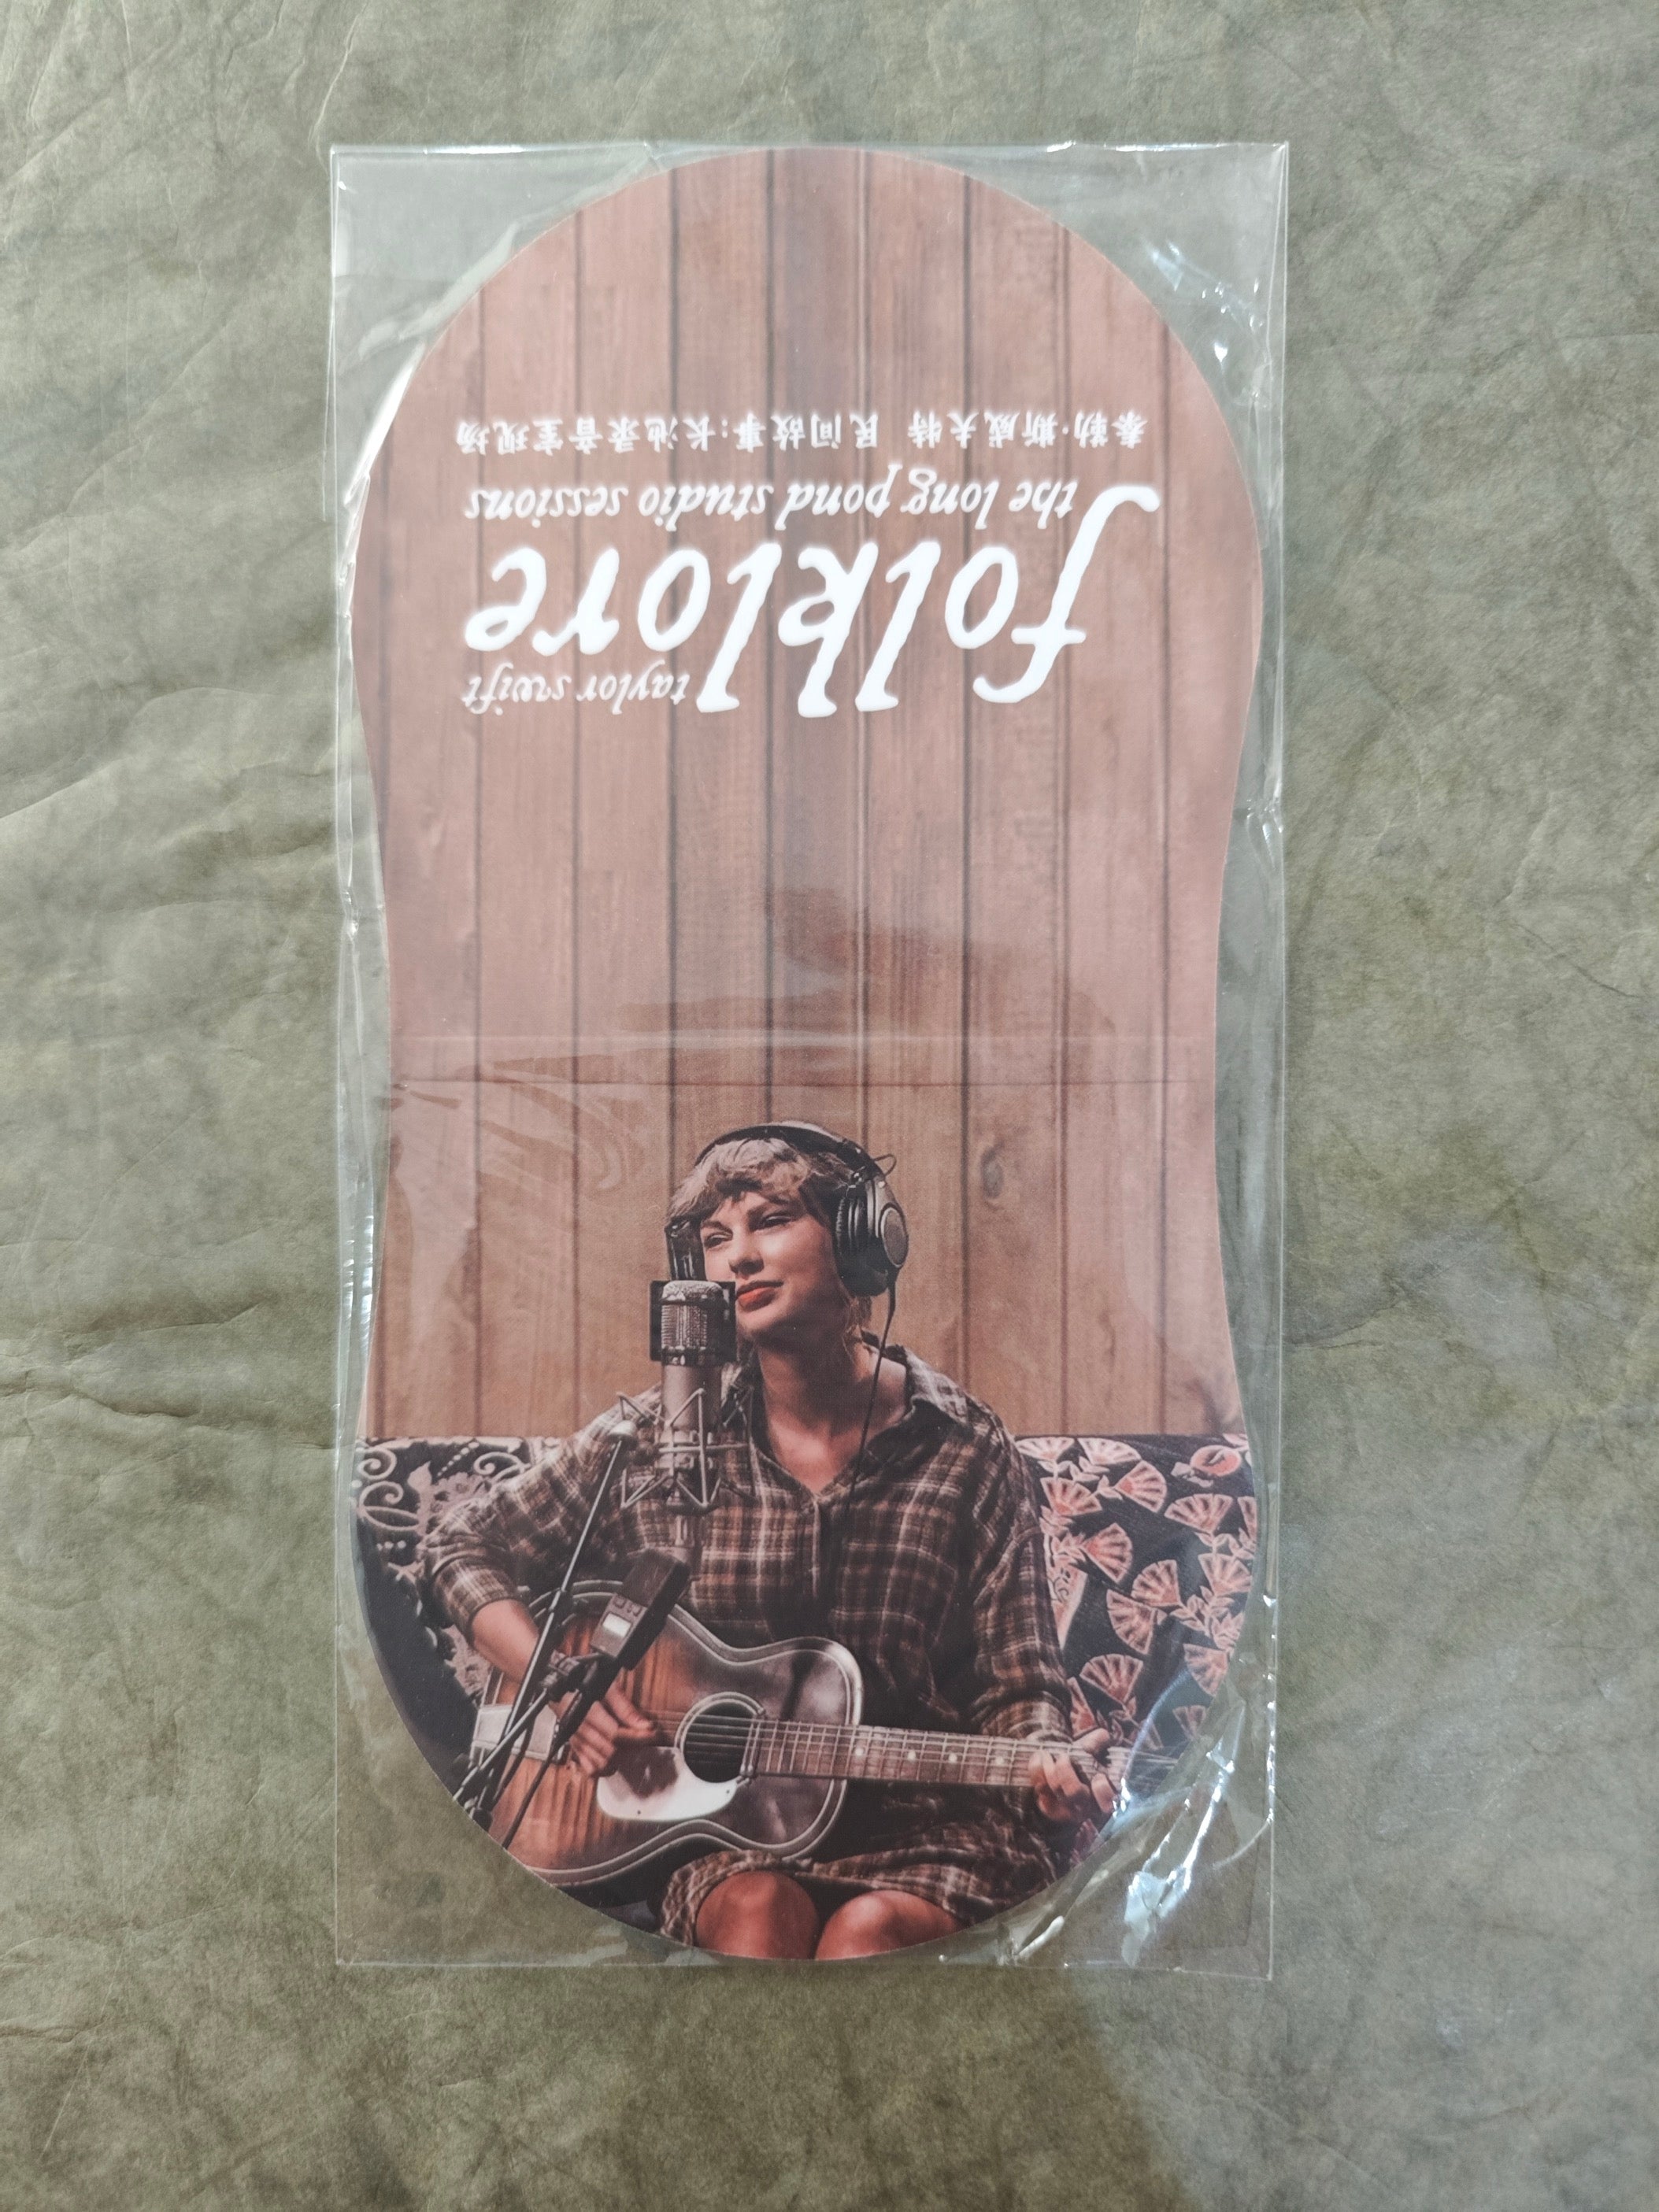 taylor swift
folklore
the long pond studio sessions
泰勒·斯威夫特 民间故事:长池录音室现场